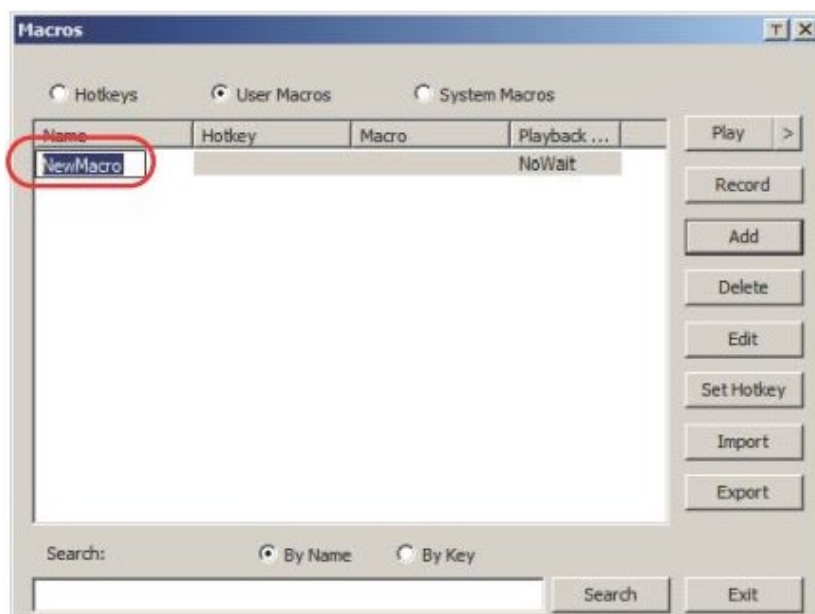 Macros
Hotkeys User Macros System Macros
Name Hotkey Macro Playback ...
NewMacro NoWait
Play >
Record
Add
Delete
Edit
Set Hotkey
Import
Export
Search: By Name By Key
Search Exit